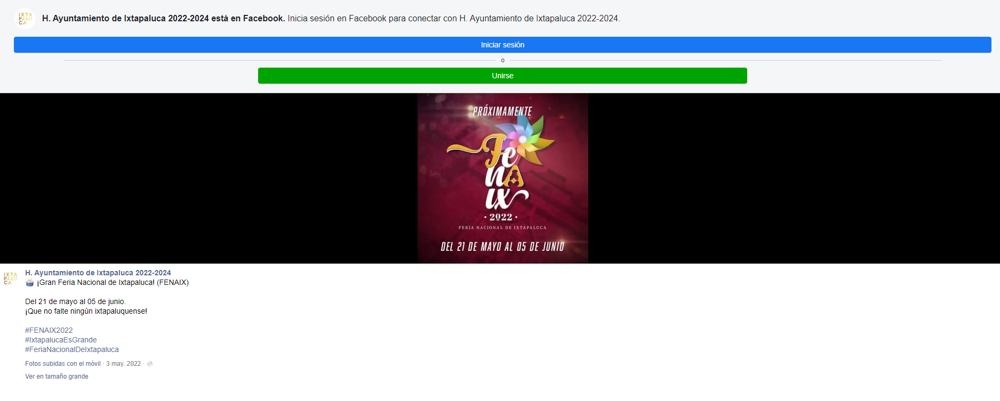 IXTA
PALU
CA
H. Ayuntamiento de Ixtapaluca 2022-2024 está en Facebook. Inicia sesión en Facebook para conectar con H. Ayuntamiento de Ixtapaluca 2022-2024.
Iniciar sesión
o
Unirse
PRÓXIMAMENTE
Fe
nA
ix
• 2022 •
FERIA NACIONAL DE IXTAPALUCA
DEL 21 DE MAYO AL 05 DE JUNIO
IXTA
PALU
CA
H. Ayuntamiento de Ixtapaluca 2022-2024
🥁 ¡Gran Feria Nacional de Ixtapaluca! (FENAIX)
Del 21 de mayo al 05 de junio.
¡Que no falte ningún ixtapaluquense!
#FENAIX2022
#IxtapalucaEsGrande
#FeriaNacionalDeIxtapaluca
Fotos subidas con el móvil · 3 may. 2022 ·
Ver en tamaño grande